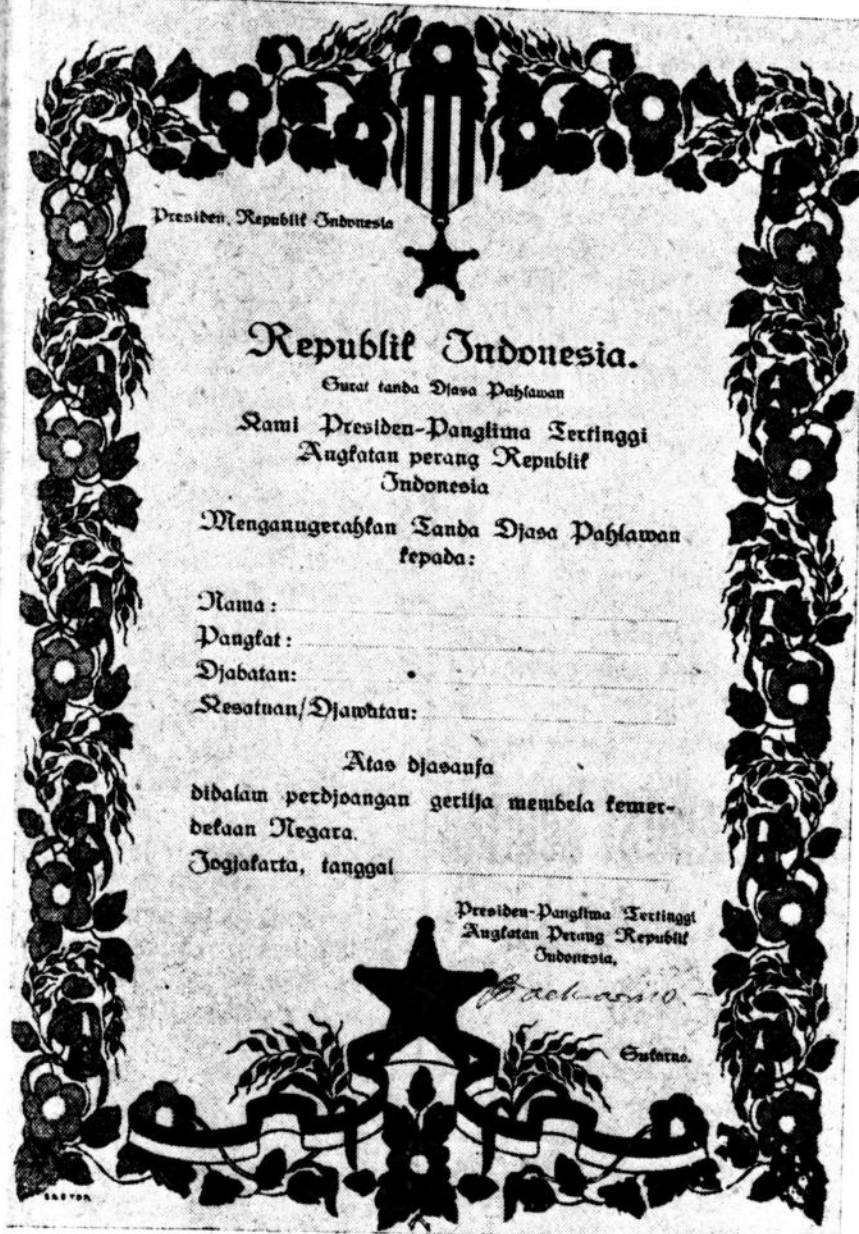 Presiden, Republik Indonesia
Republik Indonesia.
Surat tanda Djasa Pahlawan
Kami Presiden-Panglima Tertinggi
Angkatan perang Republik
Indonesia
Menganugerahkan Tanda Djasa Pahlawan
kepada:
Nama:
Pangkat:
Djabatan:
Kesatuan/Djawatan:
Atas djasanja
didalam perdjoangan gerilja membela kemer-
dekaan Negara.
Jogjakarta, tanggal
Presiden-Panglima Tertinggi
Angkatan Perang Republik
Indonesia,
Soekarno.-
Sukarno.